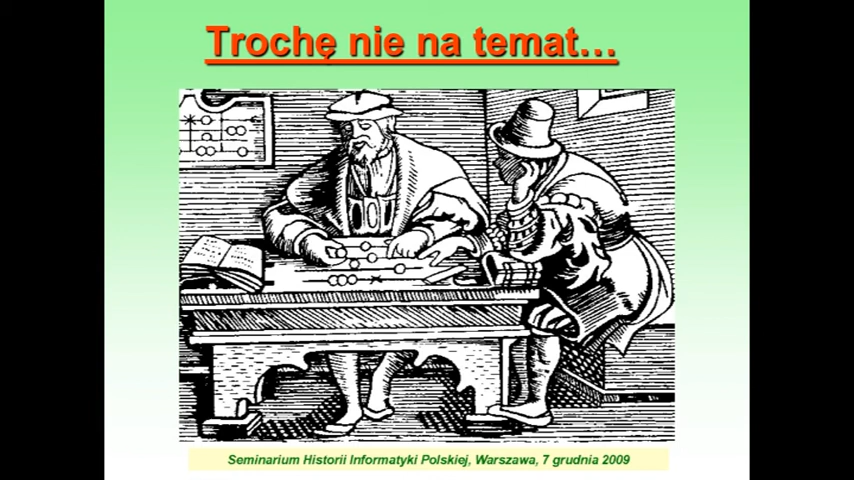 Trochę nie na temat…
Seminarium Historii Informatyki Polskiej, Warszawa, 7 grudnia 2009